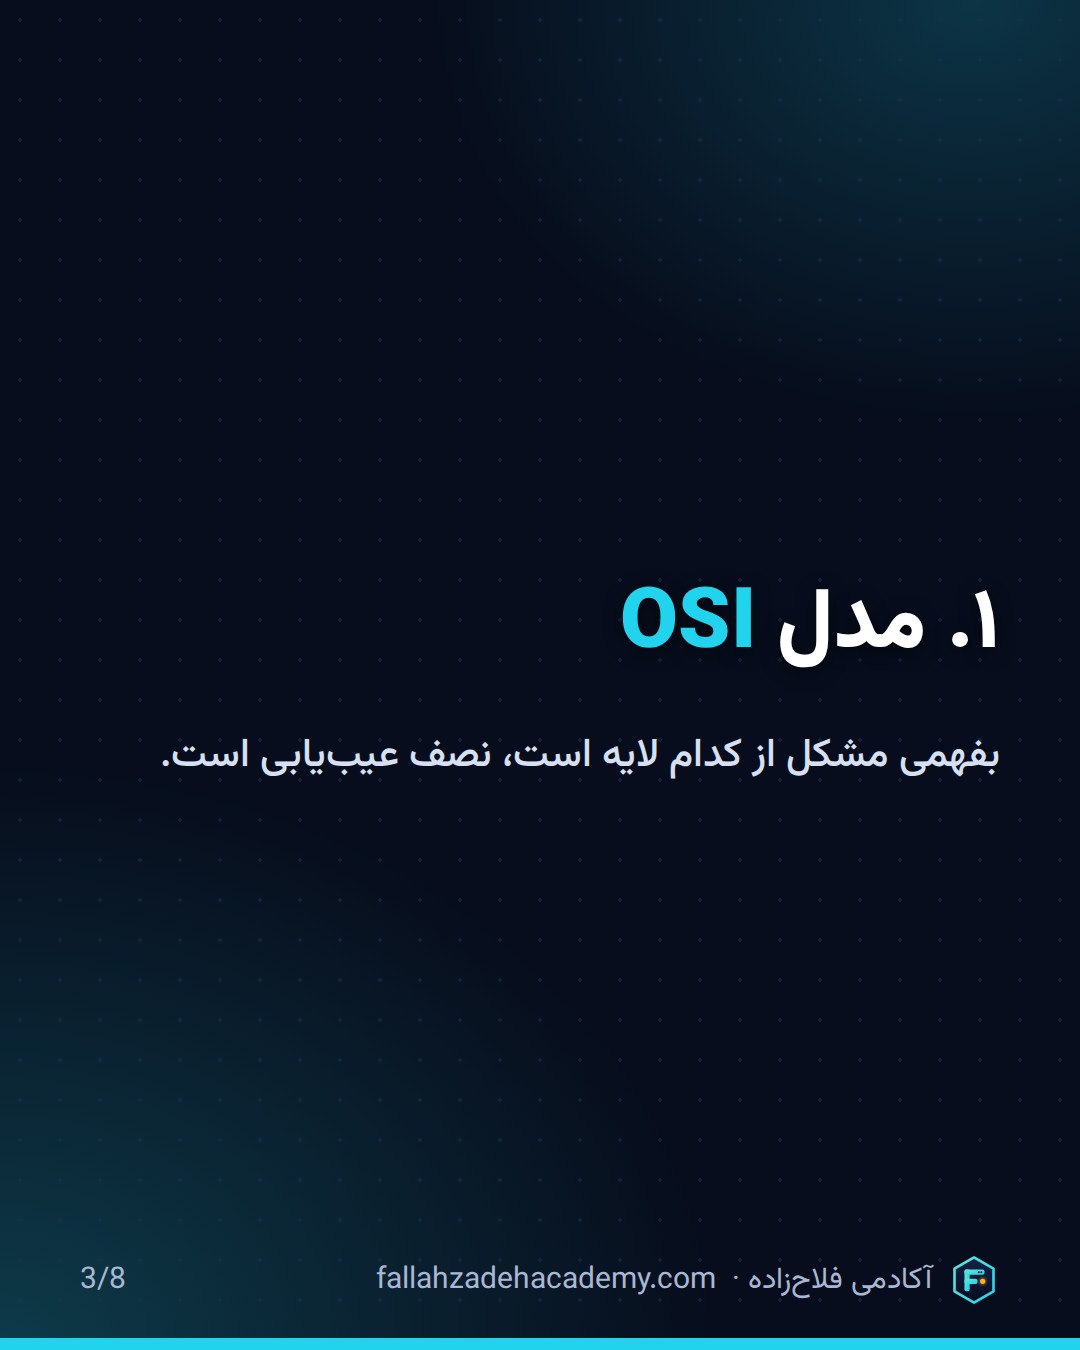 ۱. مدل OSI
بفهمی مشکل از کدام لایه است، نصف عیب‌یابی است.
آکادمی فلاح‌زاده · fallahzadehacademy.com
3/8